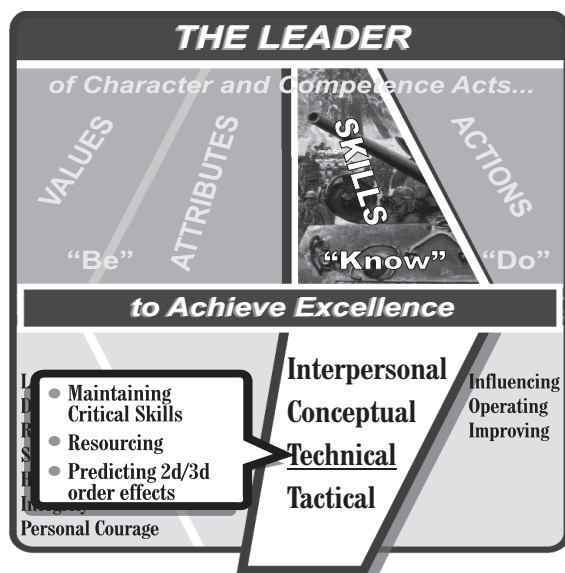 THE LEADER
of Character and Competence Acts...
VALUES
ATTRIBUTES
SKILLS
ACTIONS
“Be”
“Know”
“Do”
to Achieve Excellence
• Maintaining
Critical Skills
• Resourcing
• Predicting 2d/3d
order effects
Personal Courage
Interpersonal
Conceptual
Technical
Tactical
Influencing
Operating
Improving